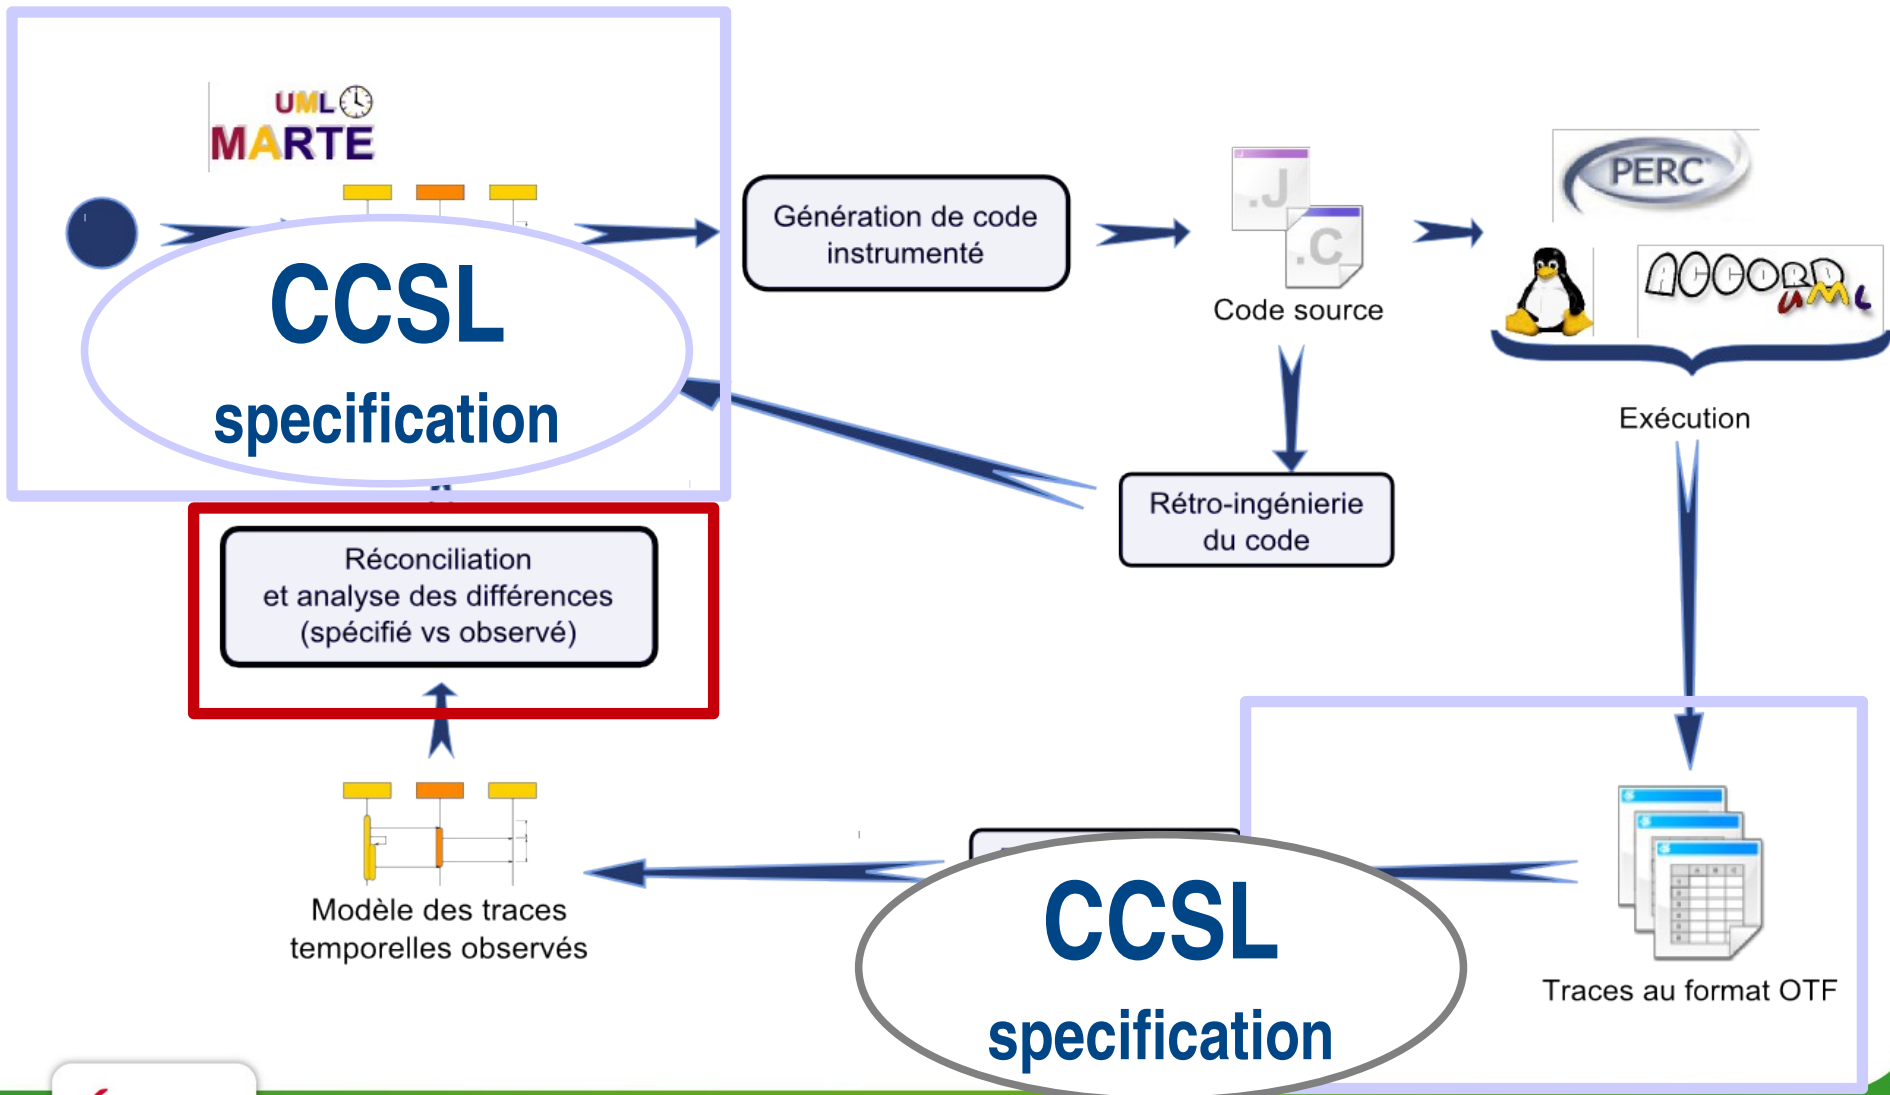 UML
MARTE
CCSL
specification
Génération de code
instrumenté
.J
.C
Code source
PERC
ACCORD
UML
Exécution
Rétro-ingénierie
du code
Réconciliation
et analyse des différences
(spécifié vs observé)
Modèle des traces
temporelles observés
CCSL
specification
A B C
Traces au format OTF